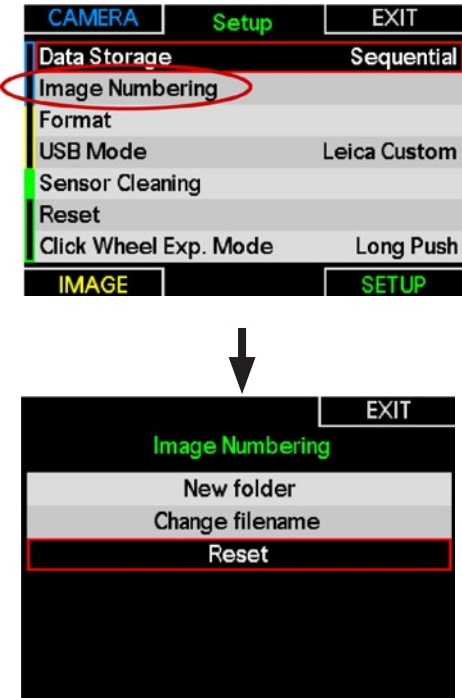 CAMERA Setup EXIT
Data Storage Sequential
Image Numbering
Format
USB Mode Leica Custom
Sensor Cleaning
Reset
Click Wheel Exp. Mode Long Push
IMAGE SETUP
EXIT
Image Numbering
New folder
Change filename
Reset